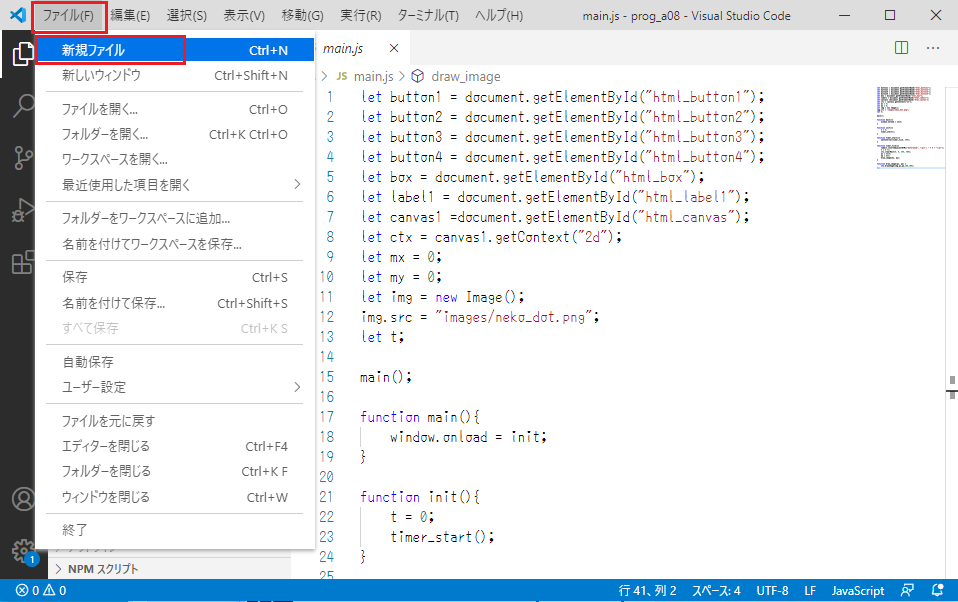 ファイル(F) 編集(E) 選択(S) 表示(V) 移動(G) 実行(R) ターミナル(T) ヘルプ(H) main.js - prog_a08 - Visual Studio Code
新規ファイル Ctrl+N
新しいウィンドウ Ctrl+Shift+N
ファイルを開く... Ctrl+O
フォルダーを開く... Ctrl+K Ctrl+O
ワークスペースを開く...
最近使用した項目を開く
フォルダーをワークスペースに追加...
名前を付けてワークスペースを保存...
保存 Ctrl+S
名前を付けて保存... Ctrl+Shift+S
すべて保存 Ctrl+K S
自動保存
ユーザー設定
ファイルを元に戻す
エディターを閉じる Ctrl+F4
フォルダーを閉じる Ctrl+K F
ウィンドウを閉じる Ctrl+W
終了
NPM スクリプト
main.js
JS main.js > draw_image
1 let button1 = document.getElementById("html_button1");
2 let button2 = document.getElementById("html_button2");
3 let button3 = document.getElementById("html_button3");
4 let button4 = document.getElementById("html_button4");
5 let box = document.getElementById("html_box");
6 let label1 = document.getElementById("html_label1");
7 let canvas1 =document.getElementById("html_canvas");
8 let ctx = canvas1.getContext("2d");
9 let mx = 0;
10 let my = 0;
11 let img = new Image();
12 img.src = "images/neko_dot.png";
13 let t;
14
15 main();
16
17 function main(){
18 window.onload = init;
19 }
20
21 function init(){
22 t = 0;
23 timer_start();
24 }
25
1
0 0 行 41、列 2 スペース: 4 UTF-8 LF JavaScript